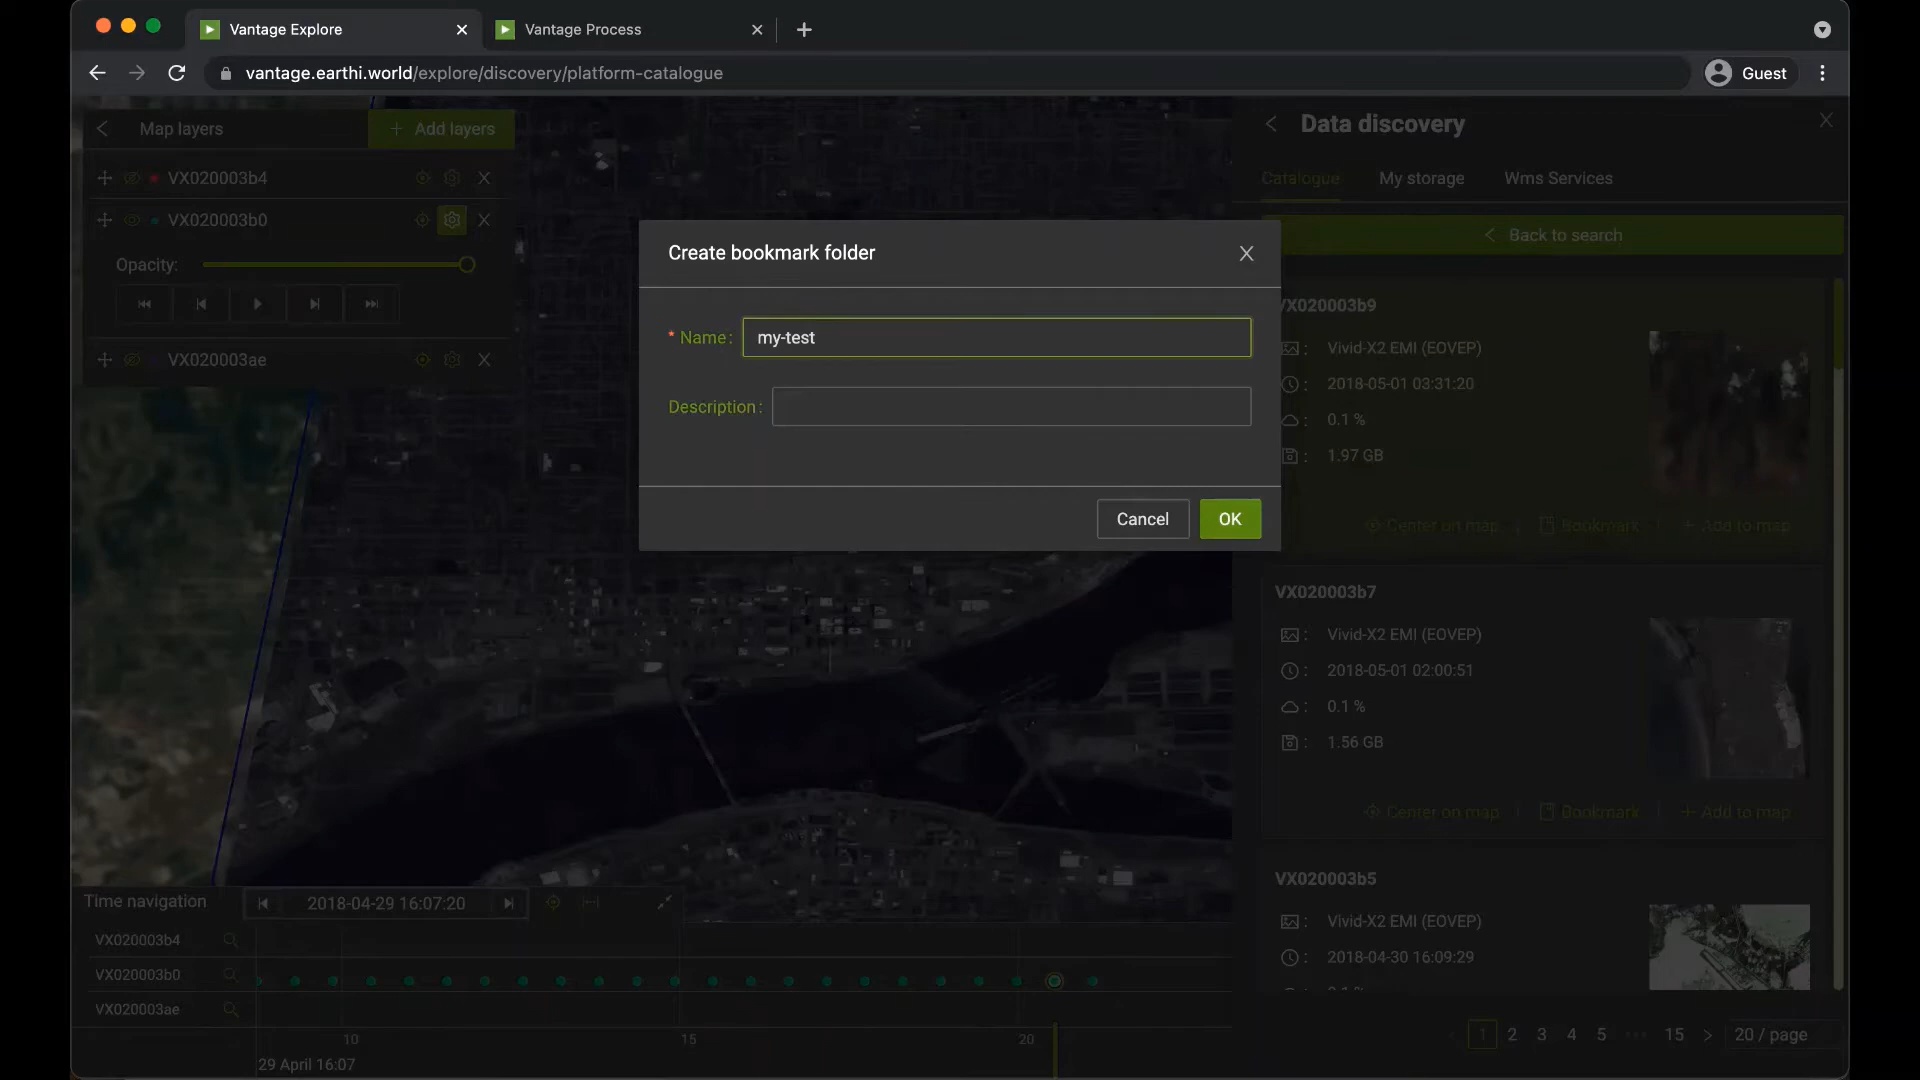 Vantage Explore
Vantage Process
vantage.earthi.world/explore/discovery/platform-catalogue
Guest
Map layers
+ Add layers
VX020003b4
VX020003b0
Opacity:
VX020003ae
Create bookmark folder
* Name: my-test
Description:
Cancel OK
Data discovery
Catalogue My storage Wms Services
< Back to search
VX020003b9
Vivid-X2 EMI (EOVEP)
: 2018-05-01 03:31:20
: 0.1 %
: 1.97 GB
Center on map Bookmark + Add to map
VX020003b7
: Vivid-X2 EMI (EOVEP)
: 2018-05-01 02:00:51
: 0.1 %
: 1.56 GB
Center on map Bookmark + Add to map
VX020003b5
: Vivid-X2 EMI (EOVEP)
: 2018-04-30 16:09:29
1 2 3 4 5 ••• 15 > 20 / page
Time navigation 2018-04-29 16:07:20
VX020003b4
VX020003b0
VX020003ae
10 15 20
29 April 16:07